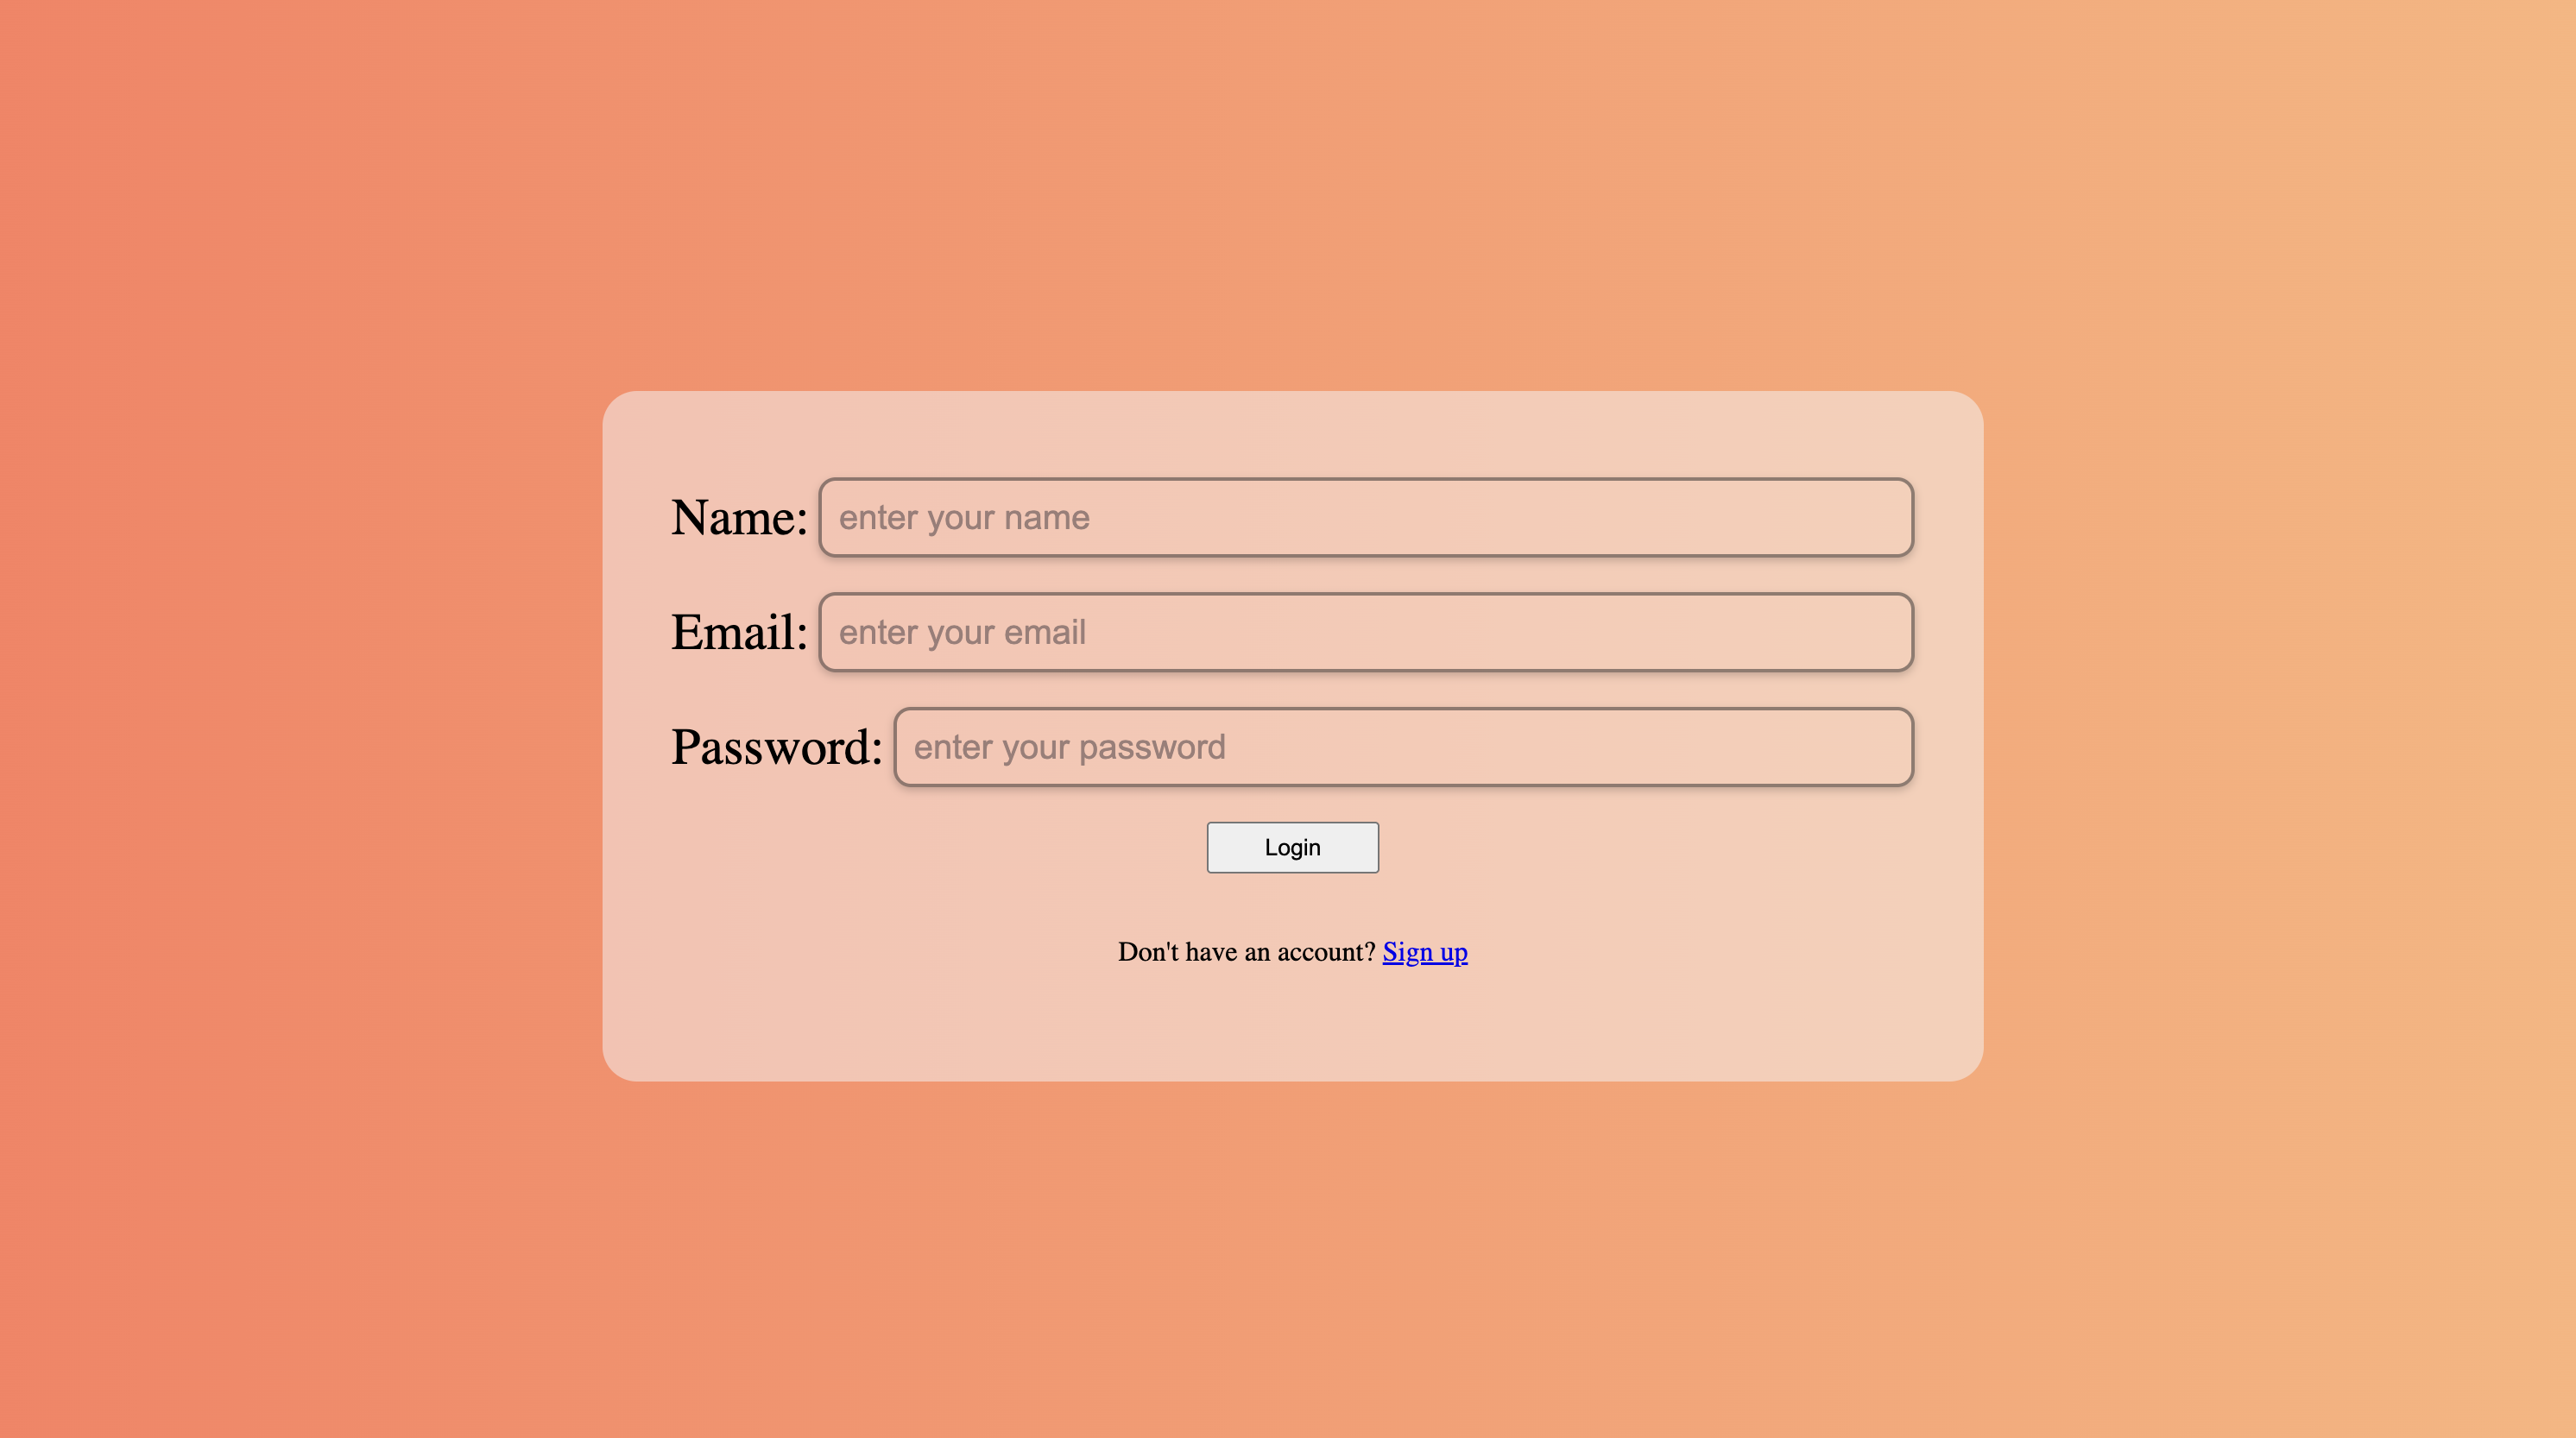 Name: enter your name
Email: enter your email
Password: enter your password
Login
Don't have an account? Sign up